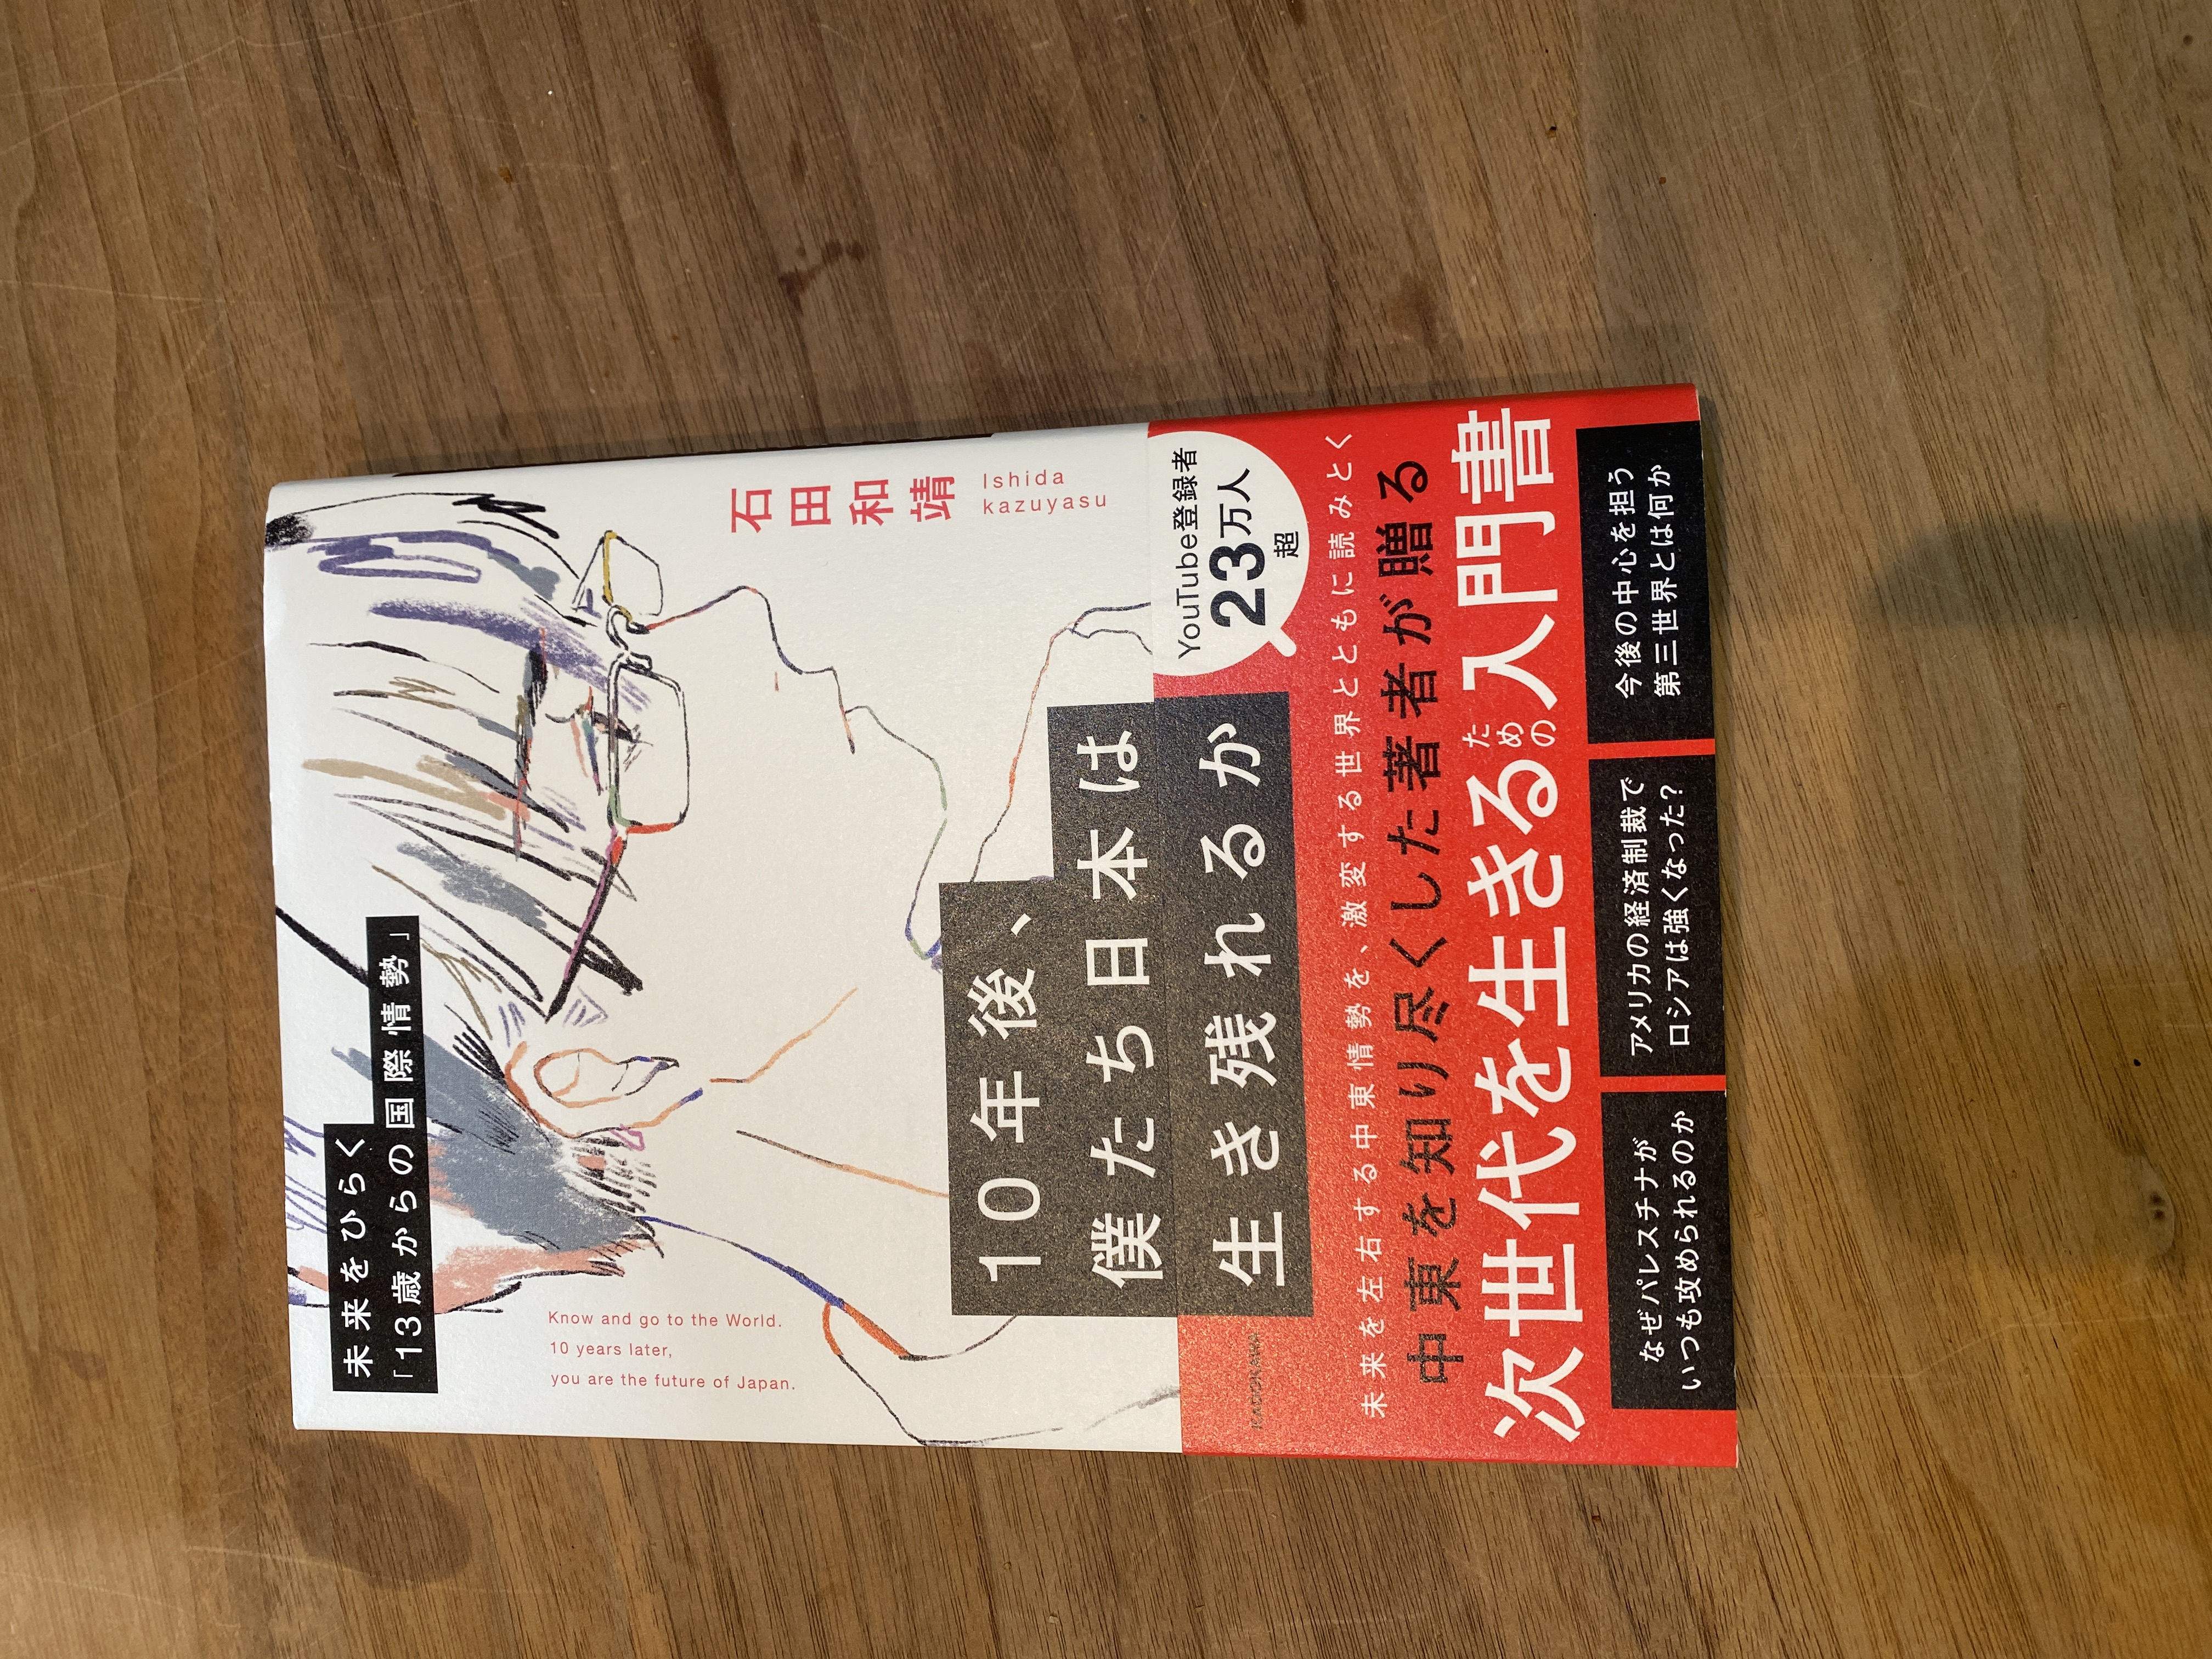 未来をひらく
「13歳からの国際情勢」
石田和靖
Ishida
kazuyasu
Know and go to the World.
10 years later,
you are the future of Japan.
10年後、
僕たち日本は
生き残れるか
KADOKAWA
YouTube登録者
23万人
超
未来を左右する中東情勢を、激変する世界とともに読みとく
中東を知り尽くした著者が贈る
次世代を生きるための入門書
なぜパレスチナが
いつも攻められるのか
アメリカの経済制裁で
ロシアは強くなった?
今後の中心を担う
第三世界とは何か